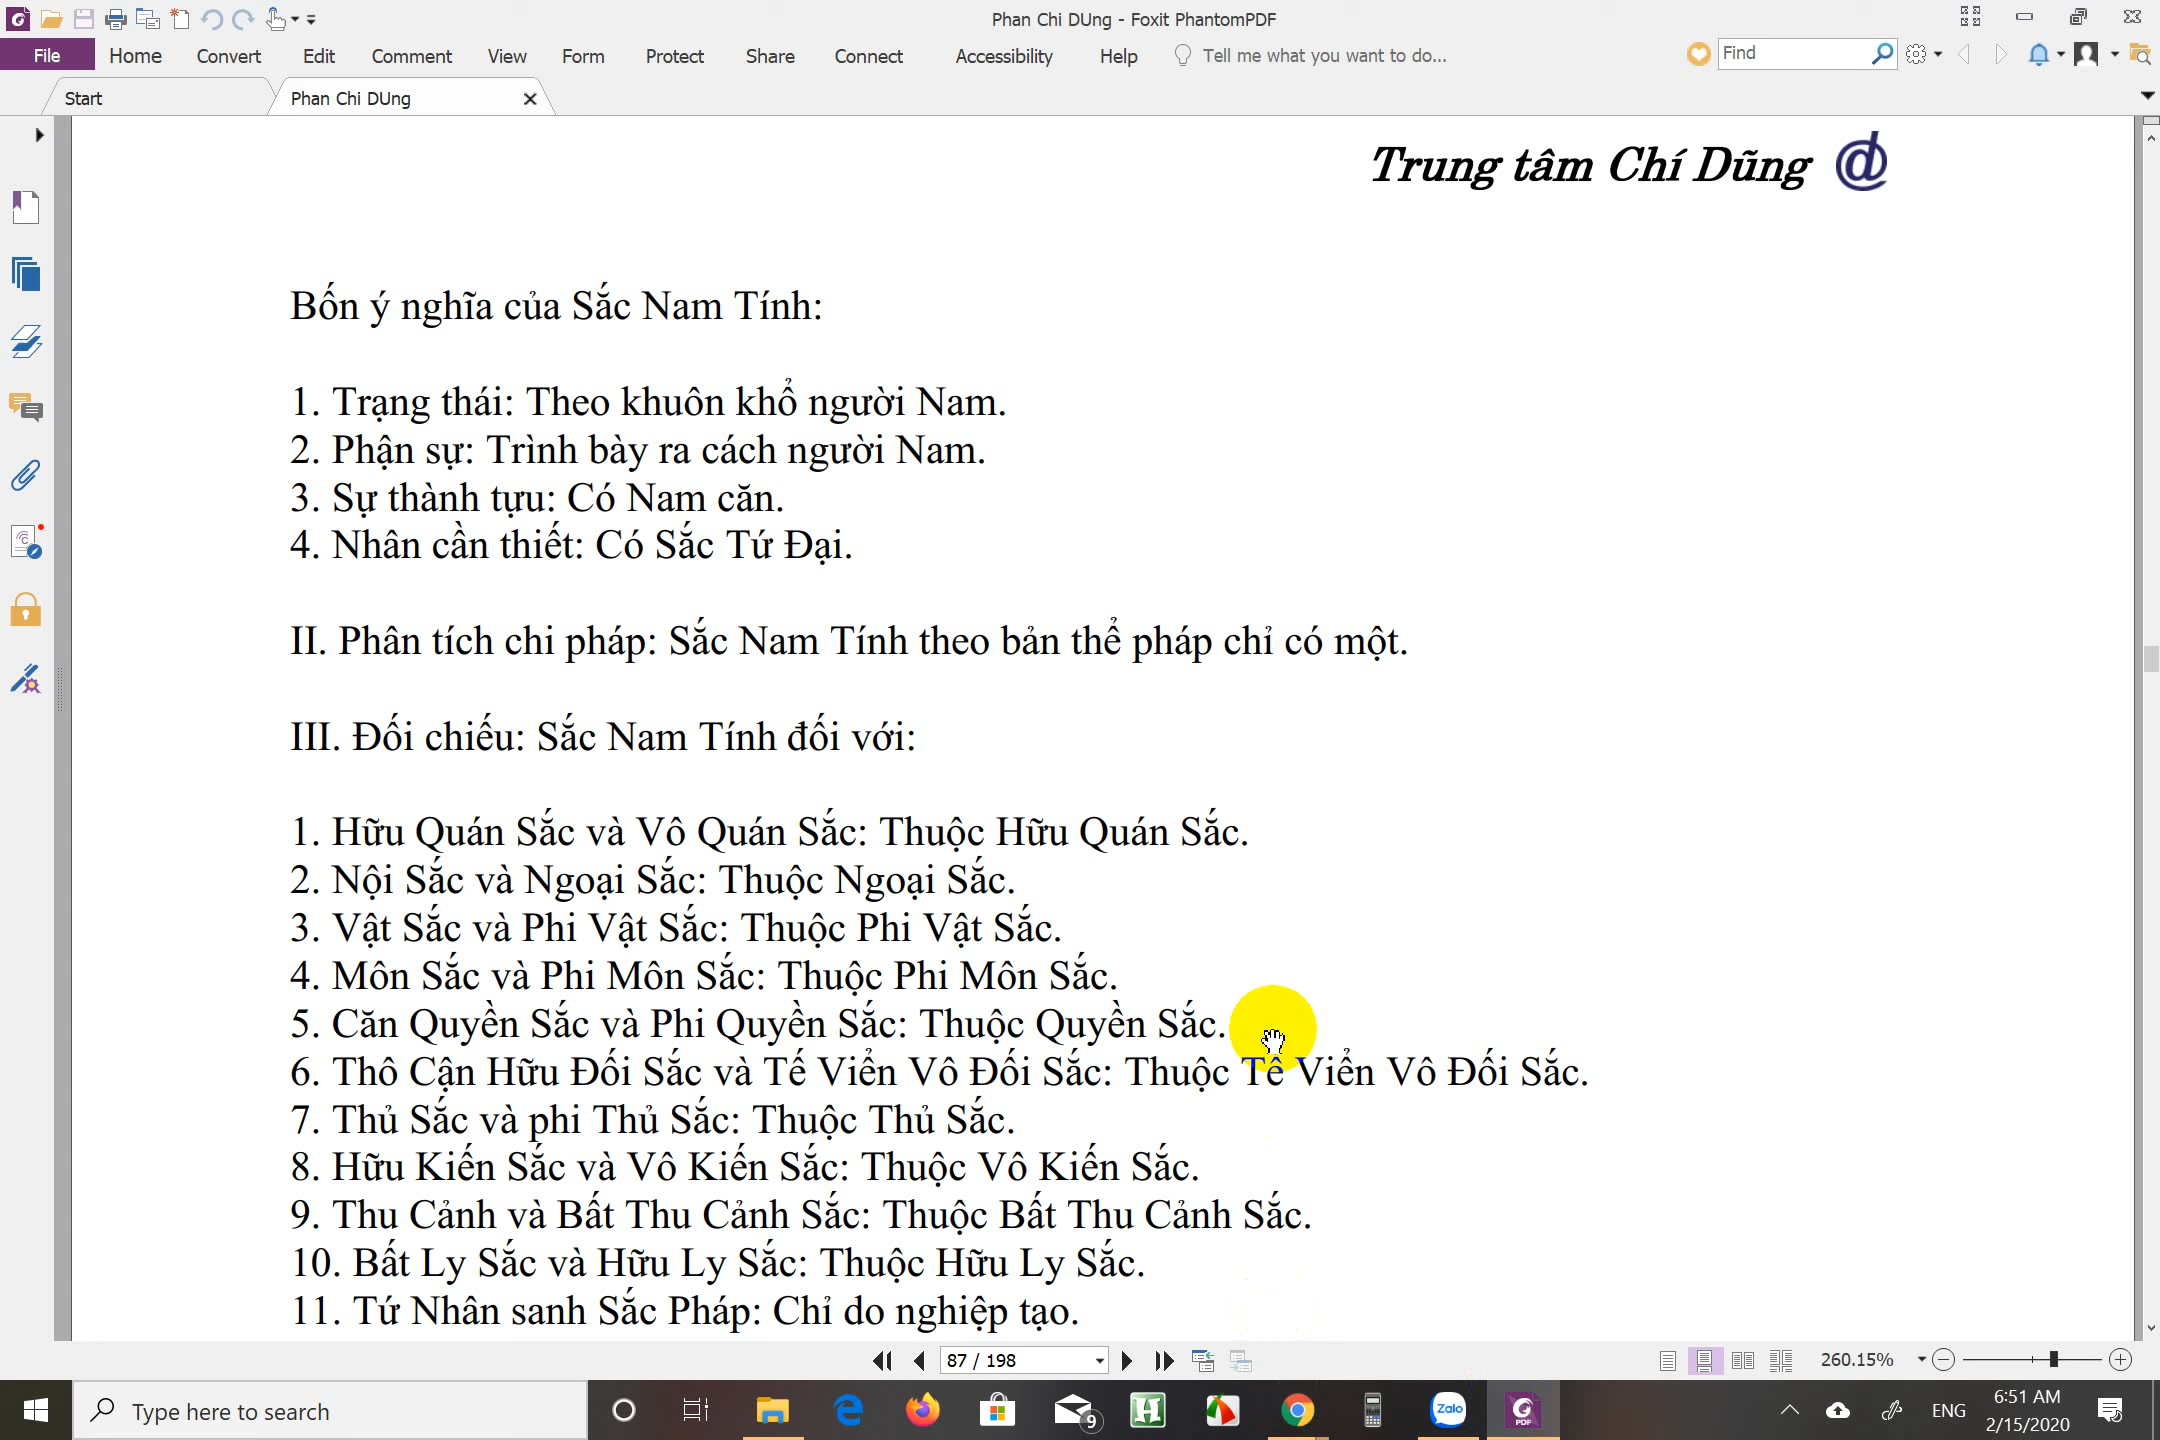 Phan Chi DUng - Foxit PhantomPDF
File Home Convert Edit Comment View Form Protect Share Connect Accessibility Help Tell me what you want to do... Find
Start Phan Chi DUng
Trung tâm Chí Dũng @
Bốn ý nghĩa của Sắc Nam Tính:
1. Trạng thái: Theo khuôn khổ người Nam.
2. Phận sự: Trình bày ra cách người Nam.
3. Sự thành tựu: Có Nam căn.
4. Nhân cần thiết: Có Sắc Tứ Đại.
II. Phân tích chi pháp: Sắc Nam Tính theo bản thể pháp chỉ có một.
III. Đối chiếu: Sắc Nam Tính đối với:
1. Hữu Quán Sắc và Vô Quán Sắc: Thuộc Hữu Quán Sắc.
2. Nội Sắc và Ngoại Sắc: Thuộc Ngoại Sắc.
3. Vật Sắc và Phi Vật Sắc: Thuộc Phi Vật Sắc.
4. Môn Sắc và Phi Môn Sắc: Thuộc Phi Môn Sắc.
5. Căn Quyền Sắc và Phi Quyền Sắc: Thuộc Quyền Sắc.
6. Thô Cận Hữu Đối Sắc và Tế Viển Vô Đối Sắc: Thuộc Tế Viển Vô Đối Sắc.
7. Thủ Sắc và phi Thủ Sắc: Thuộc Thủ Sắc.
8. Hữu Kiến Sắc và Vô Kiến Sắc: Thuộc Vô Kiến Sắc.
9. Thu Cảnh và Bất Thu Cảnh Sắc: Thuộc Bất Thu Cảnh Sắc.
10. Bất Ly Sắc và Hữu Ly Sắc: Thuộc Hữu Ly Sắc.
11. Tứ Nhân sanh Sắc Pháp: Chỉ do nghiệp tạo.
87 / 198 260.15%
Type here to search 9 Zalo PDF ENG 6:51 AM
2/15/2020